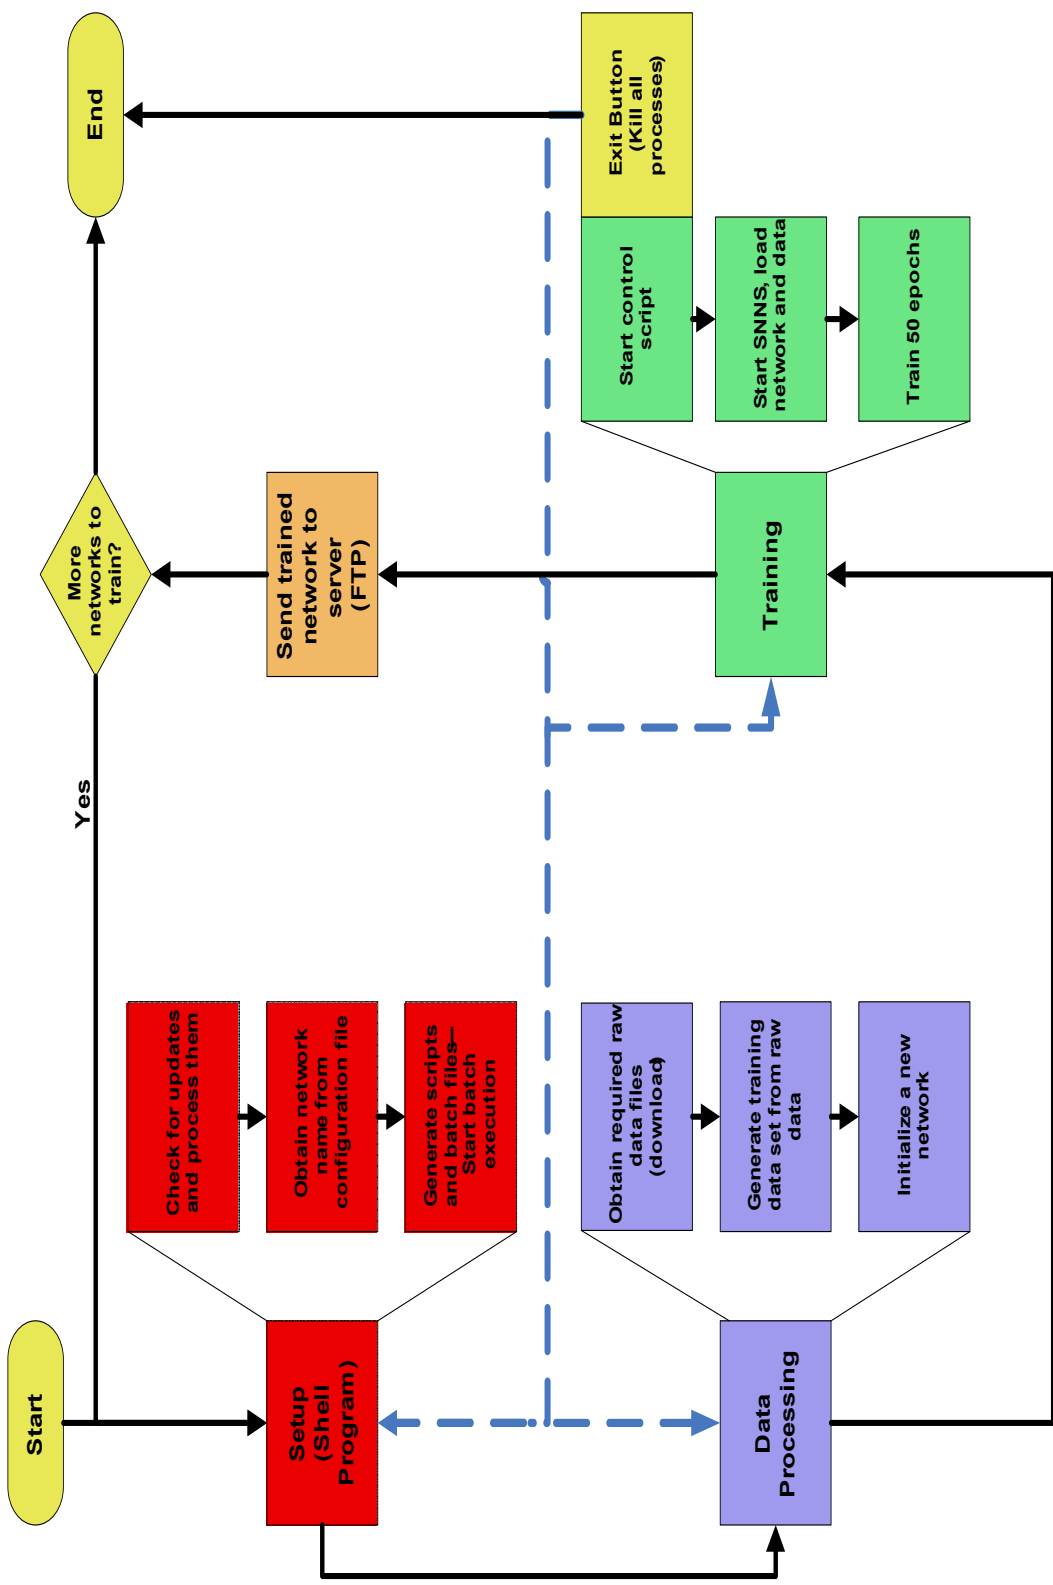 Start
Setup
(Shell
Program)
Check for updates
and process them
Obtain network
name from
configuration file
Generate scripts
and batch files—
Start batch
execution
Data
Processing
Obtain required raw
data files
(download)
Generate training
data set from raw
data
Initialize a new
network
Training
Start control
script
Start SNNS, load
network and data
Train 50 epochs
Exit Button
(Kill all
processes)
Send trained
network to
server
(FTP)
More
networks to
train?
Yes
End